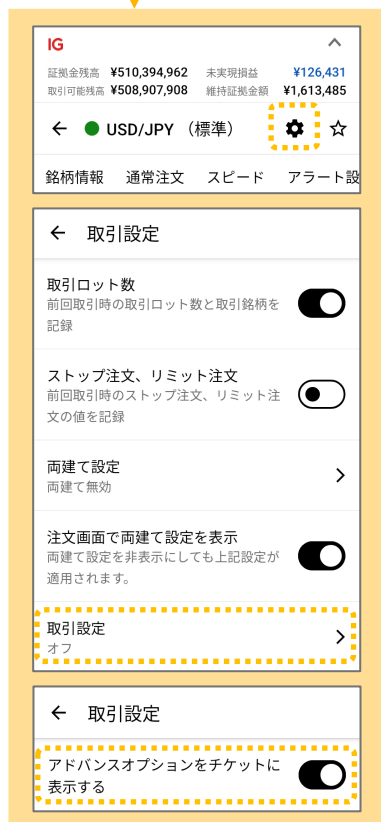 IG
証拠金残高 ¥510,394,962 未実現損益 ¥126,431
取引可能残高 ¥508,907,908 維持証拠金額 ¥1,613,485
USD/JPY （標準）
銘柄情報 通常注文 スピード アラート設
取引設定
取引ロット数
前回取引時の取引ロット数と取引銘柄を
記録
ストップ注文、リミット注文
前回取引時のストップ注文、リミット注
文の値を記録
両建て設定
両建て無効
注文画面で両建て設定を表示
両建て設定を非表示にしても上記設定が
適用されます。
取引設定
オフ
取引設定
アドバンスオプションをチケットに
表示する